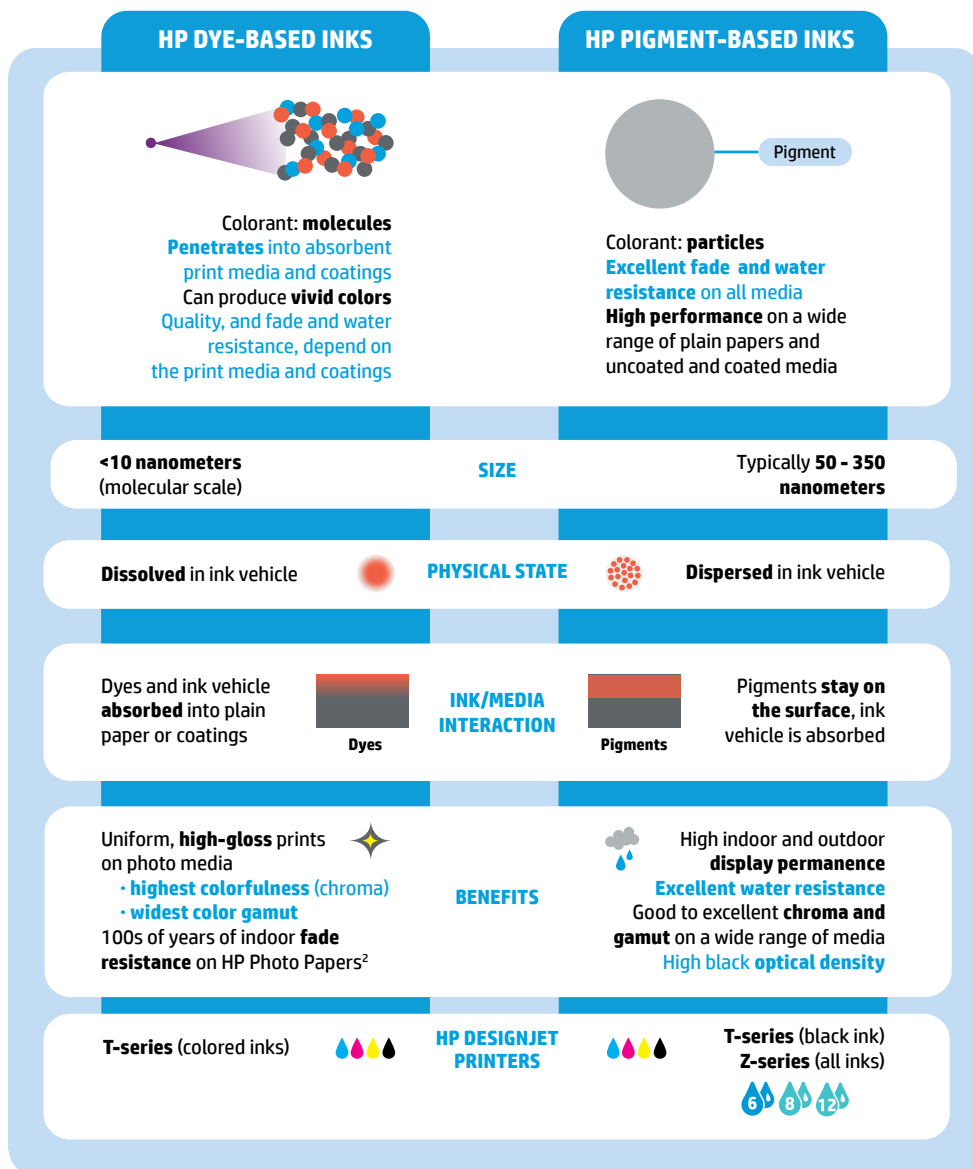 HP DYE-BASED INKS
HP PIGMENT-BASED INKS
Colorant: molecules
Penetrates into absorbent
print media and coatings
Can produce vivid colors
Quality, and fade and water
resistance, depend on
the print media and coatings
Pigment
Colorant: particles
Excellent fade and water
resistance on all media
High performance on a wide
range of plain papers and
uncoated and coated media
<10 nanometers
(molecular scale)
SIZE
Typically 50 - 350
nanometers
Dissolved in ink vehicle
PHYSICAL STATE
Dispersed in ink vehicle
Dyes and ink vehicle
absorbed into plain
paper or coatings
Dyes
INK/MEDIA
INTERACTION
Pigments
Pigments stay on
the surface, ink
vehicle is absorbed
Uniform, high-gloss prints
on photo media
· highest colorfulness (chroma)
· widest color gamut
100s of years of indoor fade
resistance on HP Photo Papers²
BENEFITS
High indoor and outdoor
display permanence
Excellent water resistance
Good to excellent chroma and
gamut on a wide range of media
High black optical density
T-series (colored inks)
HP DESIGNJET
PRINTERS
T-series (black ink)
Z-series (all inks)
6 8 12